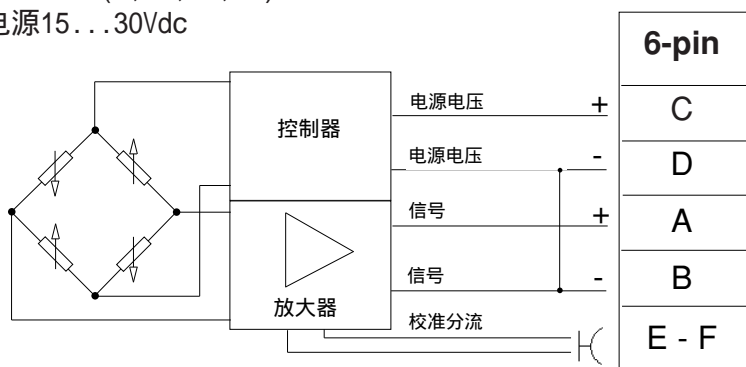 电源15...30Vdc
6-pin
控制器
放大器
电源电压 + C
电源电压 - D
信号 + A
信号 - B
校准分流 E - F